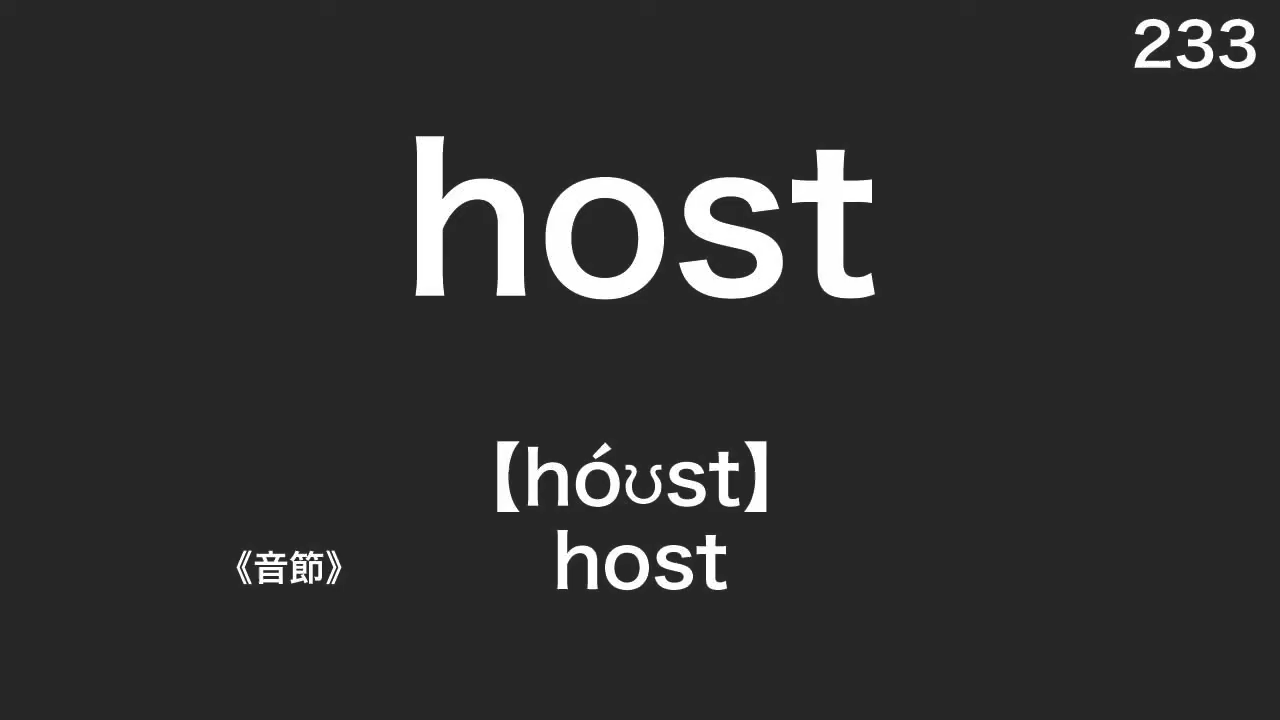 233
host
【hóʊst】
《音節》 host